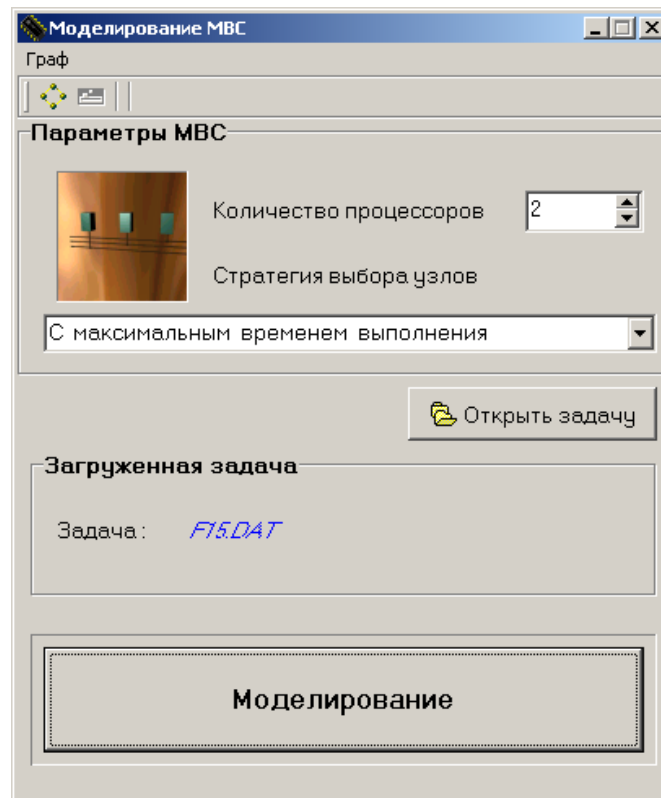 Моделирование МВС
Граф
Параметры МВС
Количество процессоров 2
Стратегия выбора узлов
С максимальным временем выполнения
Открыть задачу
Загруженная задача
Задача: F15.DAT
Моделирование